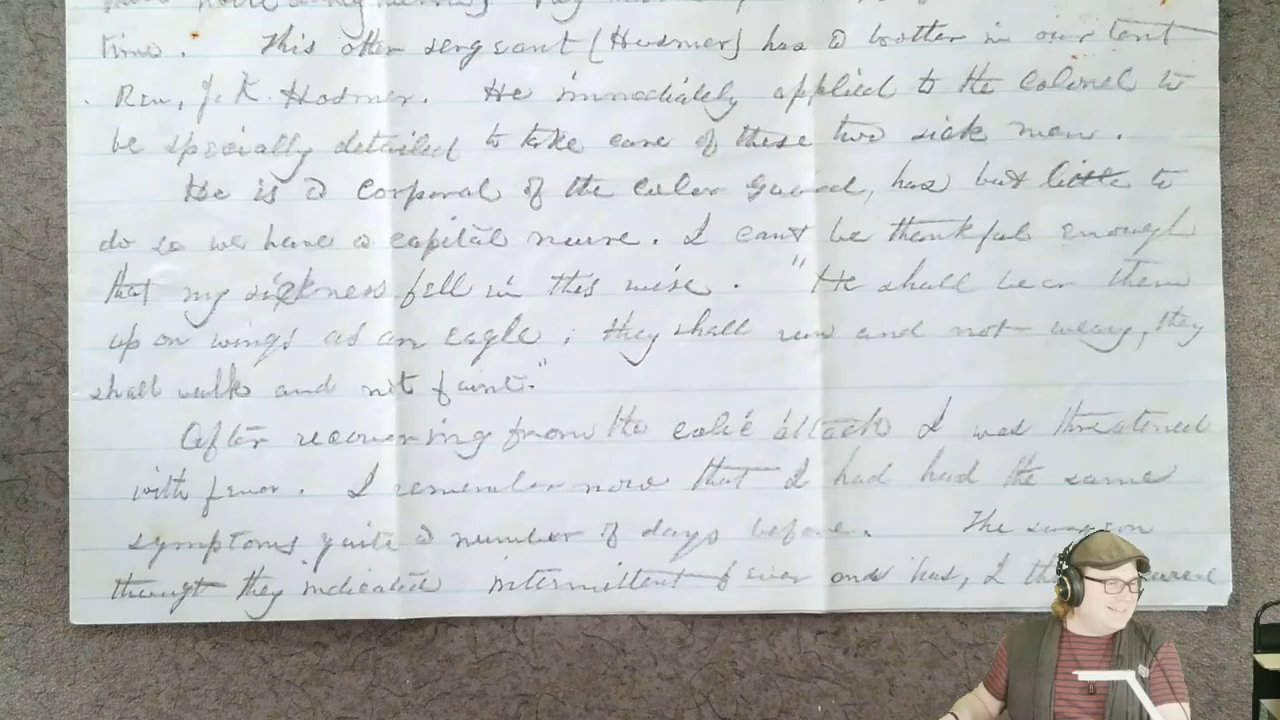 time. This other sergeant (Hosmer) has a brother in our tent
Rev. J. K. Hosmer. He immediately applied to the Colonel to
be specially detailed to take care of these two sick men.
He is a Corporal of the Color Guard, has but little to
do so we have a capital nurse. I can't be thankful enough
that my sickness fell in this wise. "He shall bear them
up on wings as an eagle; they shall run and not weary, they
shall walk and not faint."
After recovering from the colic attack I was threatened
with fever. I remember now that I had had the same
symptoms quite a number of days before. The surgeon
thought they indicated intermittent fever and has, I